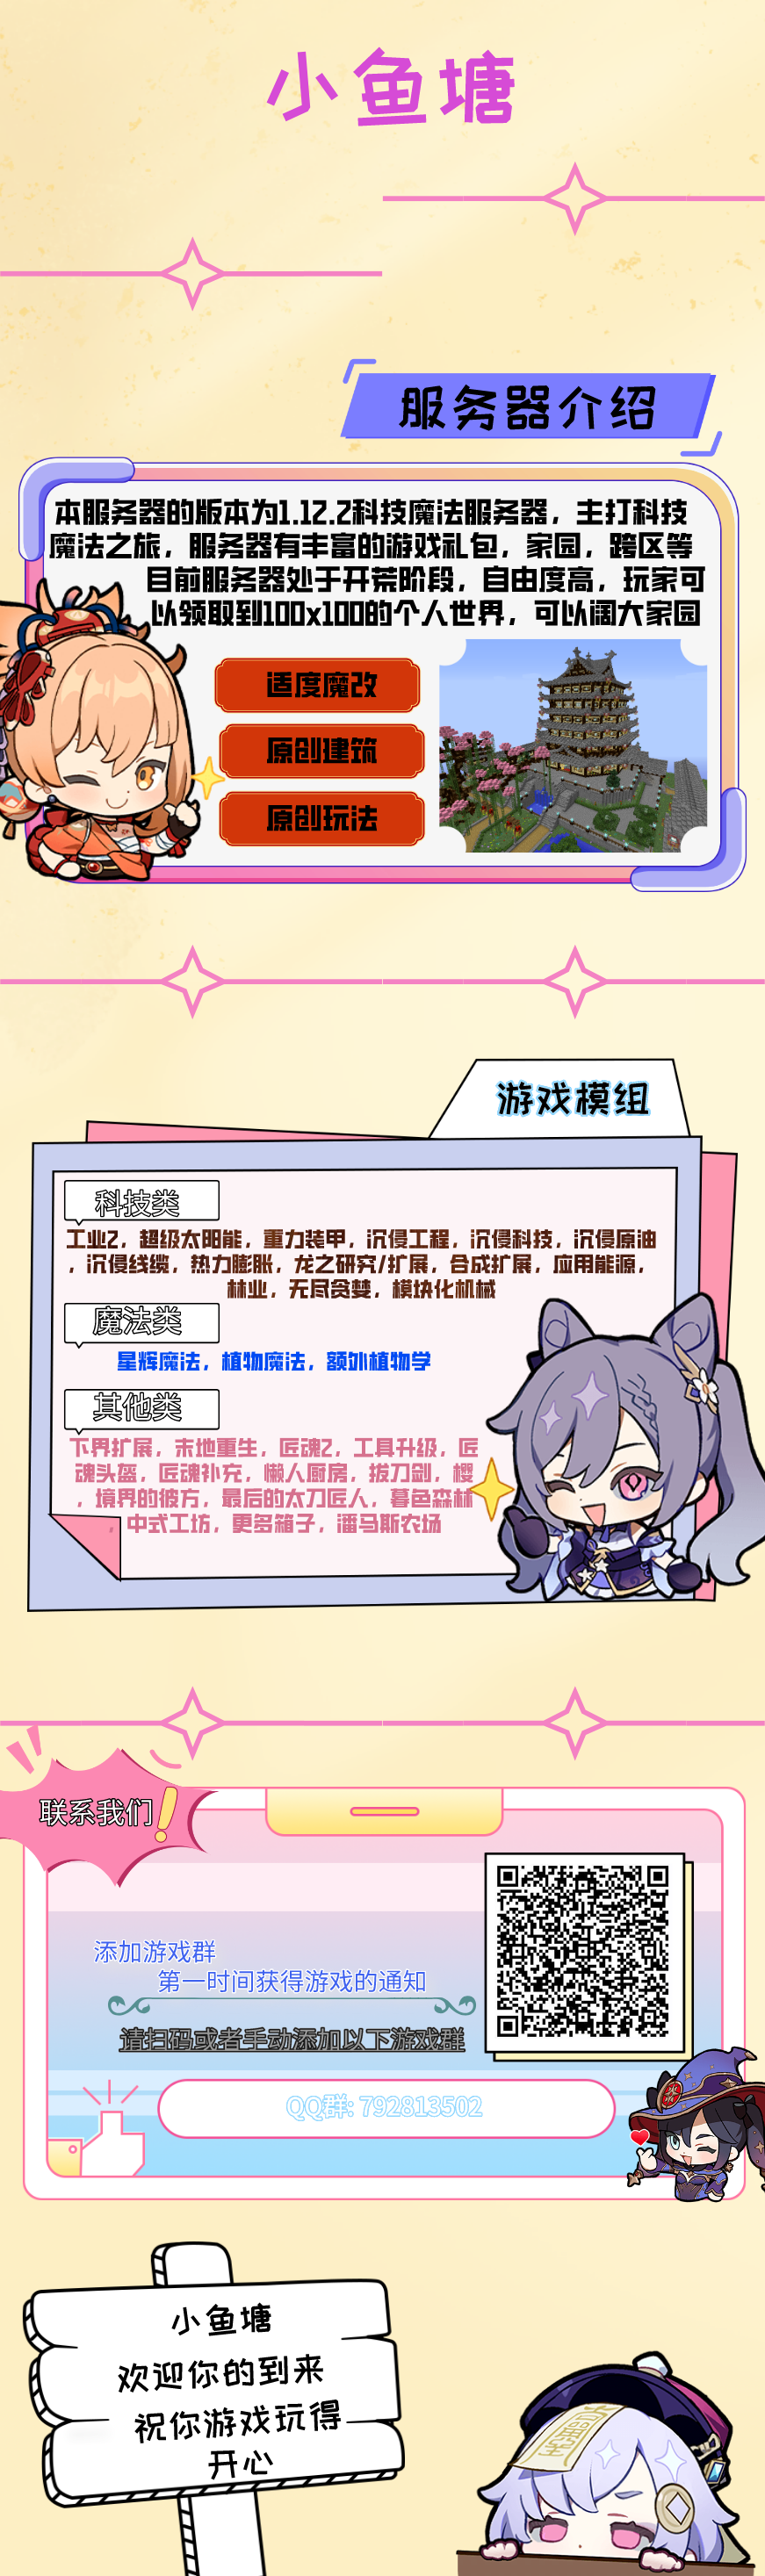 小鱼塘
服务器介绍
本服务器的版本为1.12.2科技魔法服务器，主打科技
魔法之旅，服务器有丰富的游戏礼包，家园，跨区等
目前服务器处于开荒阶段，自由度高，玩家可
以领取到100x100的个人世界，可以阔大家园
适度魔改
原创建筑
原创玩法
游戏模组
科技类
工业2，超级太阳能，重力装甲，沉侵工程，沉侵科技，沉侵原油
，沉侵线缆，热力膨胀，龙之研究/扩展，合成扩展，应用能源，
林业，无尽贪婪，模块化机械
魔法类
星辉魔法，植物魔法，额外植物学
其他类
下界扩展，末地重生，匠魂2，工具升级，匠
魂头盔，匠魂补充，懒人厨房，拔刀剑，樱
，境界的彼方，最后的太刀匠人，暮色森林
，中式工坊，更多箱子，潘马斯农场
联系我们
添加游戏群
第一时间获得游戏的通知
请扫码或者手动添加以下游戏群
QQ群: 792813502
小鱼塘
欢迎你的到来
祝你游戏玩得
开心